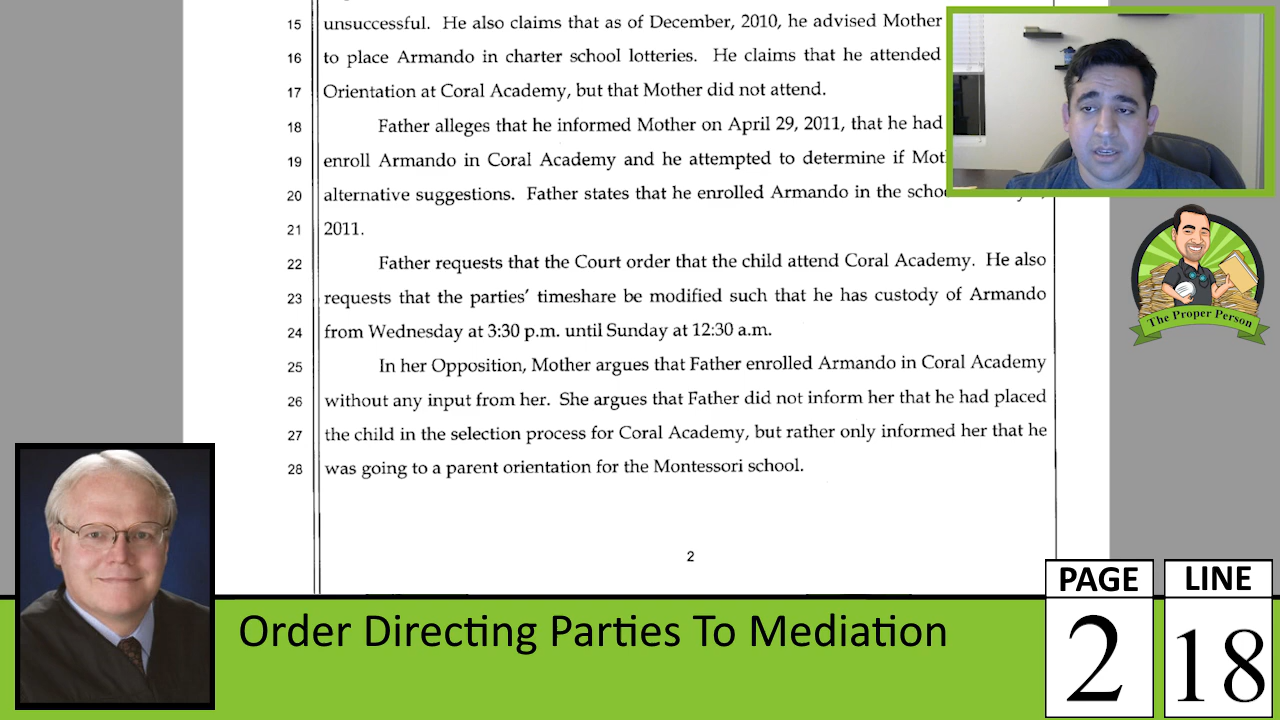 15 unsuccessful. He also claims that as of December, 2010, he advised Mother
16 to place Armando in charter school lotteries. He claims that he attended
17 Orientation at Coral Academy, but that Mother did not attend.
18 Father alleges that he informed Mother on April 29, 2011, that he had
19 enroll Armando in Coral Academy and he attempted to determine if
20 alternative suggestions. Father states that he enrolled Armando in the
21 2011.
22 Father requests that the Court order that the child attend Coral Academy. He also
23 requests that the parties' timeshare be modified such that he has custody of Armando
24 from Wednesday at 3:30 p.m. until Sunday at 12:30 a.m.
25 In her Opposition, Mother argues that Father enrolled Armando in Coral Academy
26 without any input from her. She argues that Father did not inform her that he had placed
27 the child in the selection process for Coral Academy, but rather only informed her that he
28 was going to a parent orientation for the Montessori school.
2
The Proper Person
Order Directing Parties To Mediation
PAGE
2
LINE
18